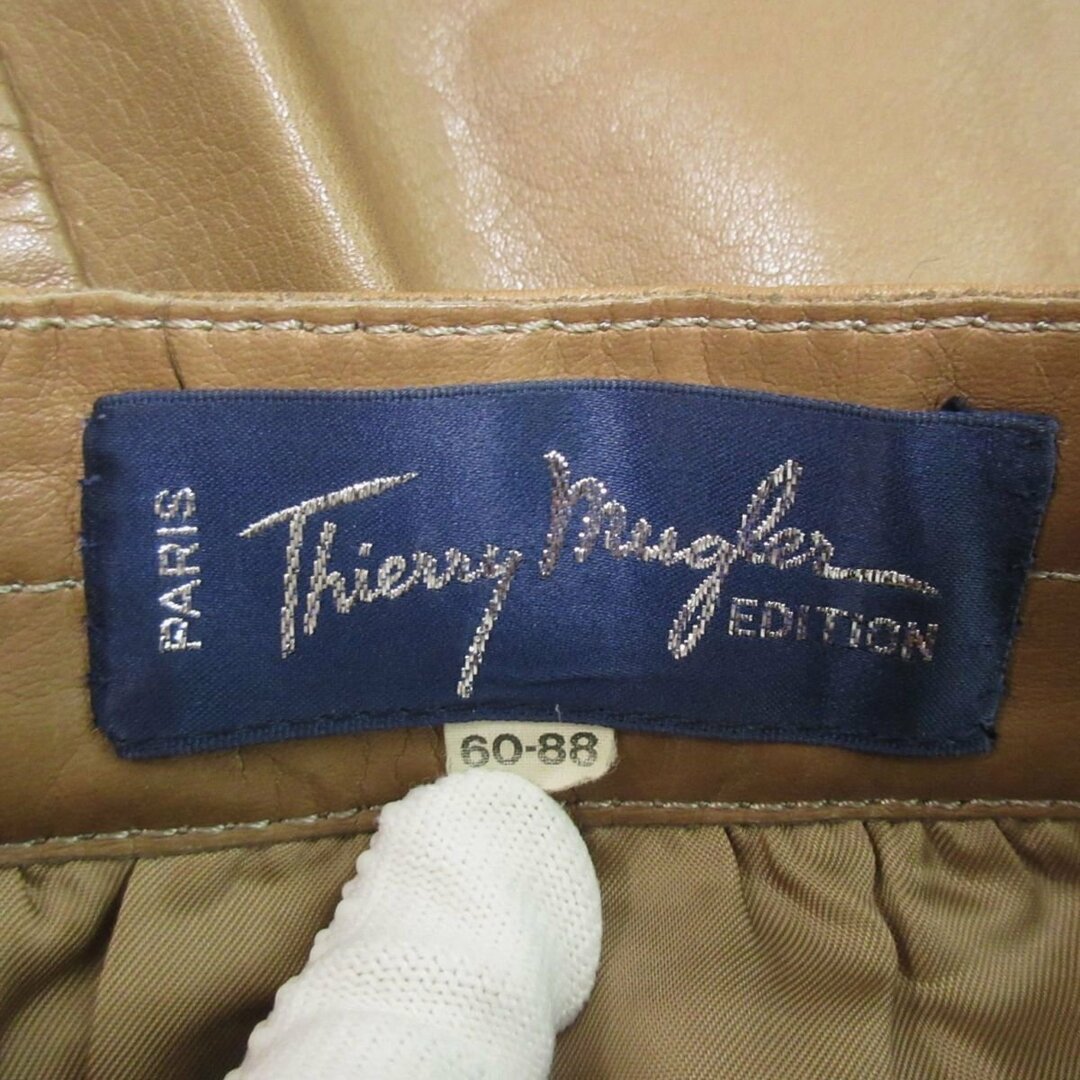 PARIS
Thierry Mugler
EDITION
60-88